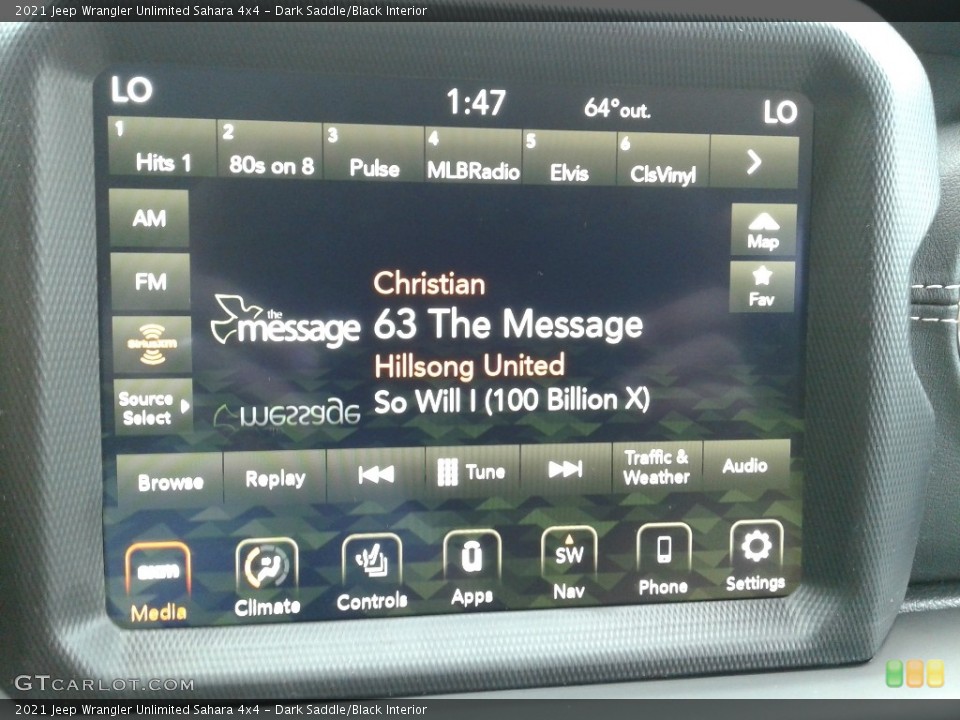 2021 Jeep Wrangler Unlimited Sahara 4x4 - Dark Saddle/Black Interior
LO 1:47 64° out. LO
1 2 3 4 5 6
Hits 1 80s on 8 Pulse MLBRadio Elvis ClsVinyl
AM
Map
FM
Fav
Christian
the
message 63 The Message
SiriusXM
Hillsong United
Source
Select
So Will I (100 Billion X)
message
Browse Replay Tune Traffic &
Weather Audio
SW
Media Climate Controls Apps Nav Phone Settings
GTCARLOT.COM
2021 Jeep Wrangler Unlimited Sahara 4x4 - Dark Saddle/Black Interior